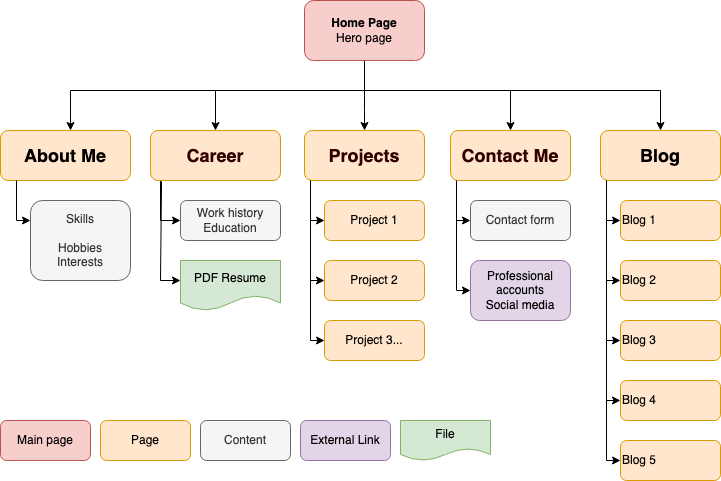 Home Page
Hero page
About Me
Career
Projects
Contact Me
Blog
Skills
Hobbies
Interests
Work history
Education
PDF Resume
Project 1
Project 2
Project 3...
Contact form
Professional
accounts
Social media
Blog 1
Blog 2
Blog 3
Blog 4
Blog 5
Main page
Page
Content
External Link
File